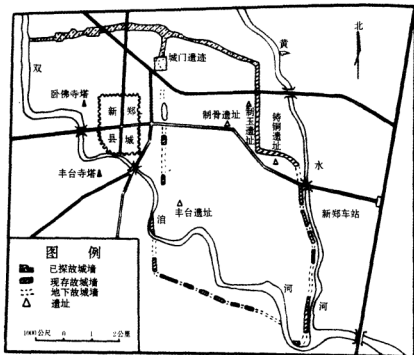 北
黄
双
城门遗迹
卧佛寺塔
新郑
县城
制骨遗址
制玉遗址
铸铜遗址
水
丰台寺塔
丰台遗址
新郑车站
洎
河
河
图例
已探故城墙
现存故城墙
地下故城墙
遗址
1000公尺 0 1 2公里